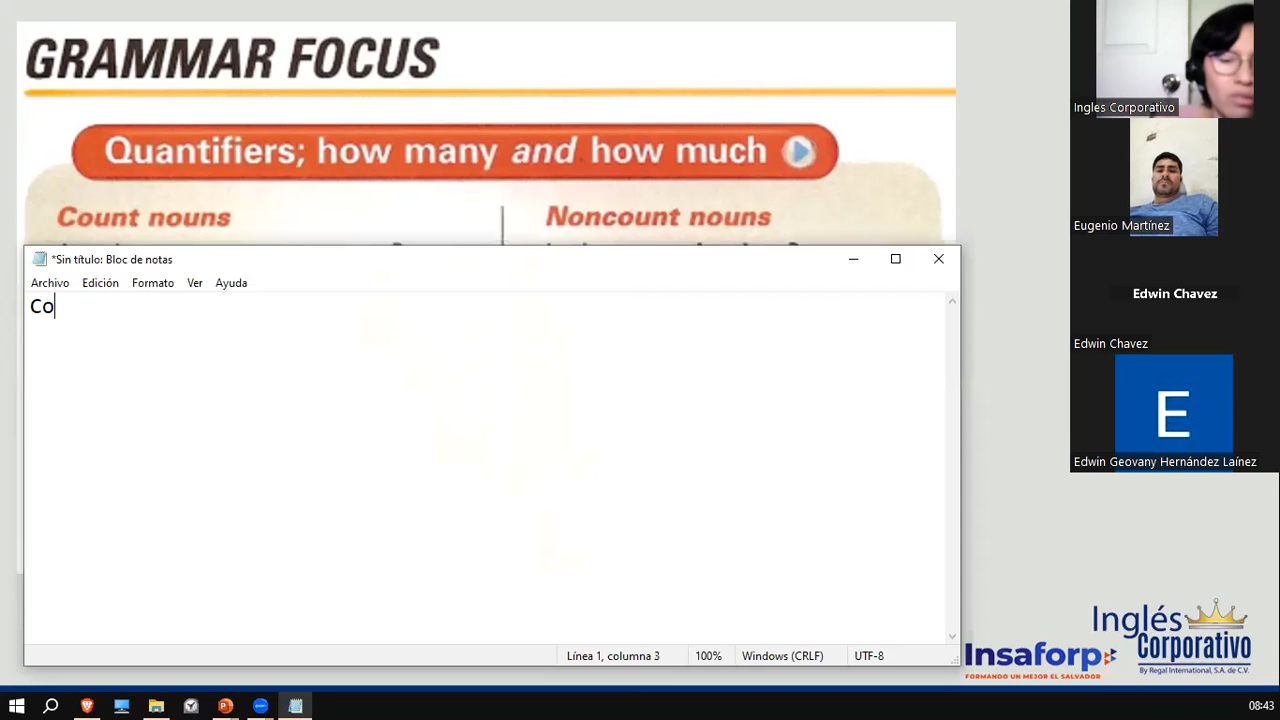 GRAMMAR FOCUS
Quantifiers; how many and how much
Count nouns
Noncount nouns
*Sin título: Bloc de notas
Archivo Edición Formato Ver Ayuda
Co
Línea 1, columna 3 100% Windows (CRLF) UTF-8
Ingles Corporativo
Eugenio Martínez
Edwin Chavez
Edwin Chavez
E
Edwin Geovany Hernández Laínez
Insaforp
FORMANDO UN MEJOR EL SALVADOR
Inglés
Corporativo
By Regal International, S.A. de C.V.
08:43